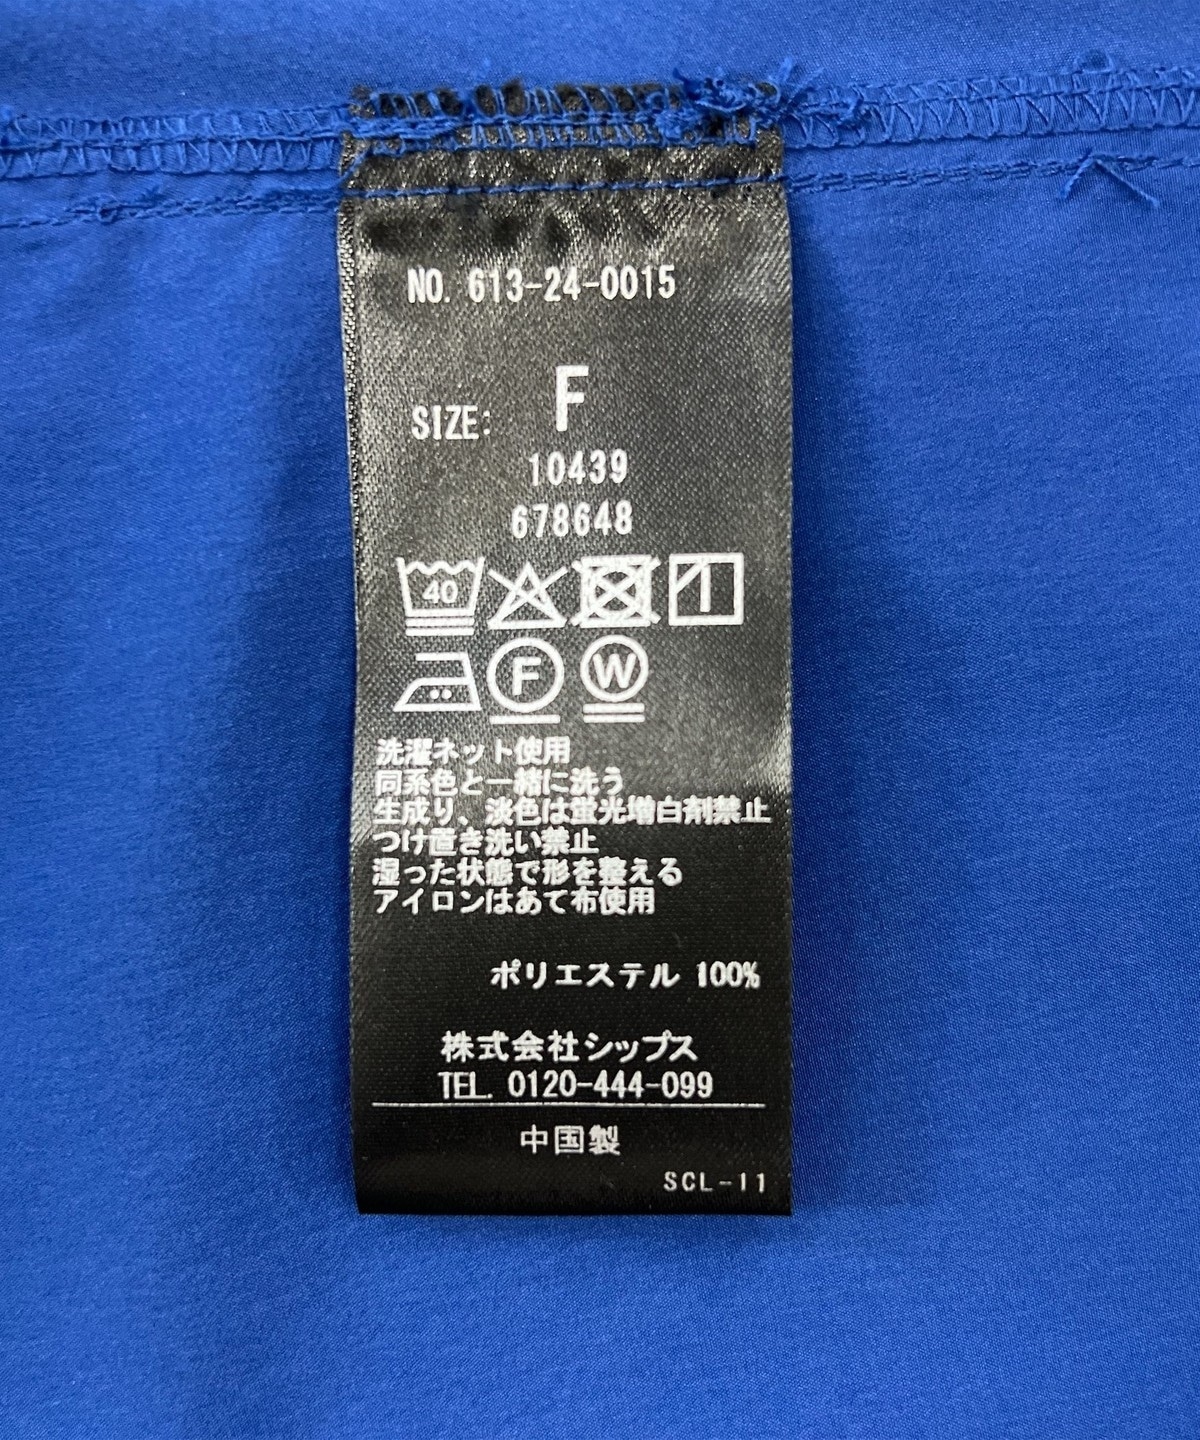 NO. 613-24-0015
SIZE: F
10439
678648
40
F W
洗濯ネット使用
同系色と一緒に洗う
生成り、淡色は蛍光増白剤禁止
つけ置き洗い禁止
湿った状態で形を整える
アイロンはあて布使用
ポリエステル 100%
株式会社シップス
TEL. 0120-444-099
中国製
SCL-11